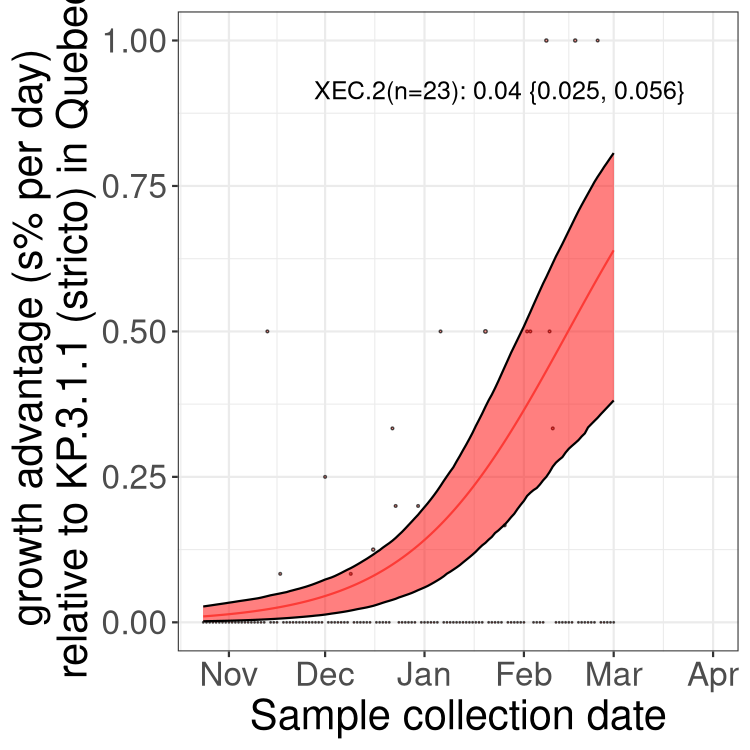 growth advantage (s% per day)
relative to KP.3.1.1 (stricto) in Quebec
1.00
0.75
0.50
0.25
0.00
XEC.2(n=23): 0.04 {0.025, 0.056}
Nov Dec Jan Feb Mar Apr
Sample collection date